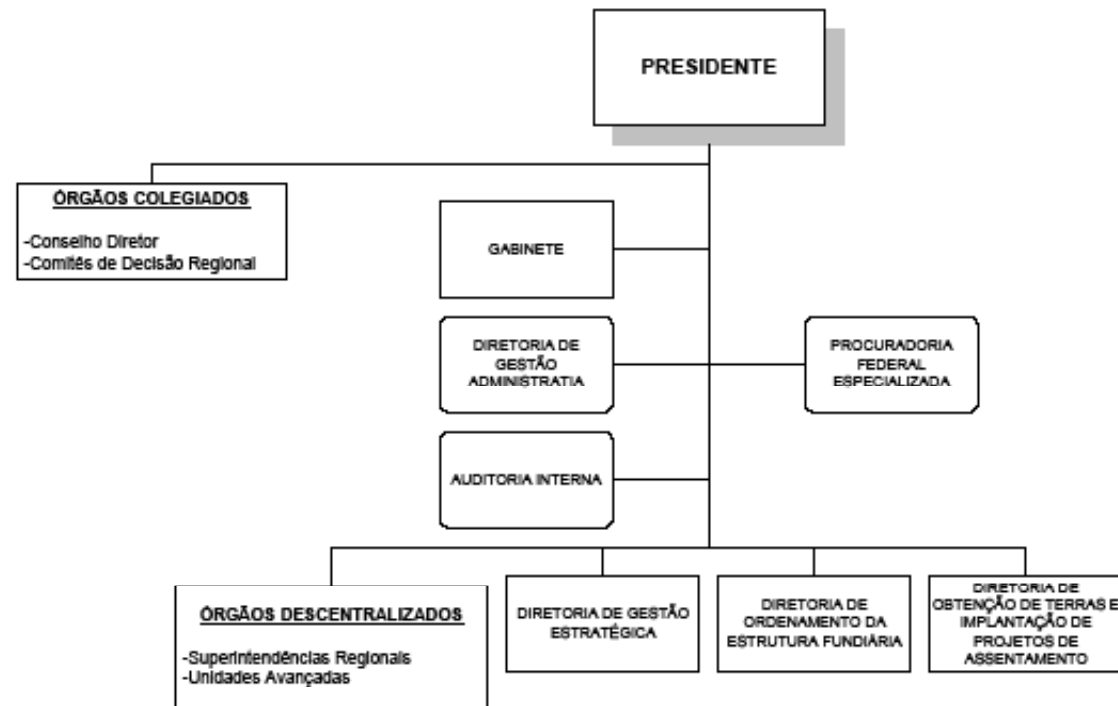 PRESIDENTE
ÓRGÃOS COLEGIADOS
-Conselho Diretor
-Comitês de Decisão Regional
GABINETE
DIRETORIA DE
GESTÃO
ADMINISTRATIA
PROCURADORIA
FEDERAL
ESPECIALIZADA
AUDITORIA INTERNA
ÓRGÃOS DESCENTRALIZADOS
-Superintendências Regionais
-Unidades Avançadas
DIRETORIA DE GESTÃO
ESTRATÉGICA
DIRETORIA DE
ORDENAMENTO DA
ESTRUTURA FUNDIÁRIA
DIRETORIA DE
OBTENÇÃO DE TERRAS E
IMPLANTAÇÃO DE
PROJETOS DE
ASSENTAMENTO